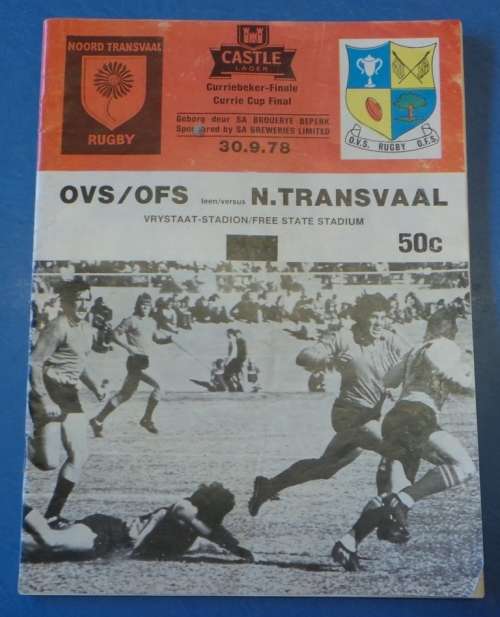 NOORD TRANSVAAL
RUGBY
CASTLE
LAGER
Curriebeker-Finale
Currie Cup Final
Geborg deur SA BROUERYE BEPERK
Sponsored by SA BREWERIES LIMITED
30.9.78
O.V.S. RUGBY O.F.S.
OVS/OFS teen/versus N.TRANSVAAL
VRYSTAAT-STADION/FREE STATE STADIUM
50c